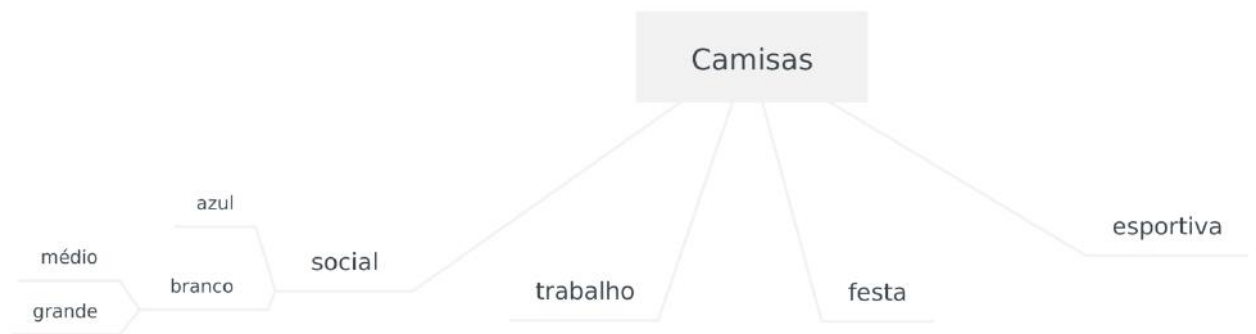 Camisas
azul
médio
social
branco
grande
trabalho
festa
esportiva